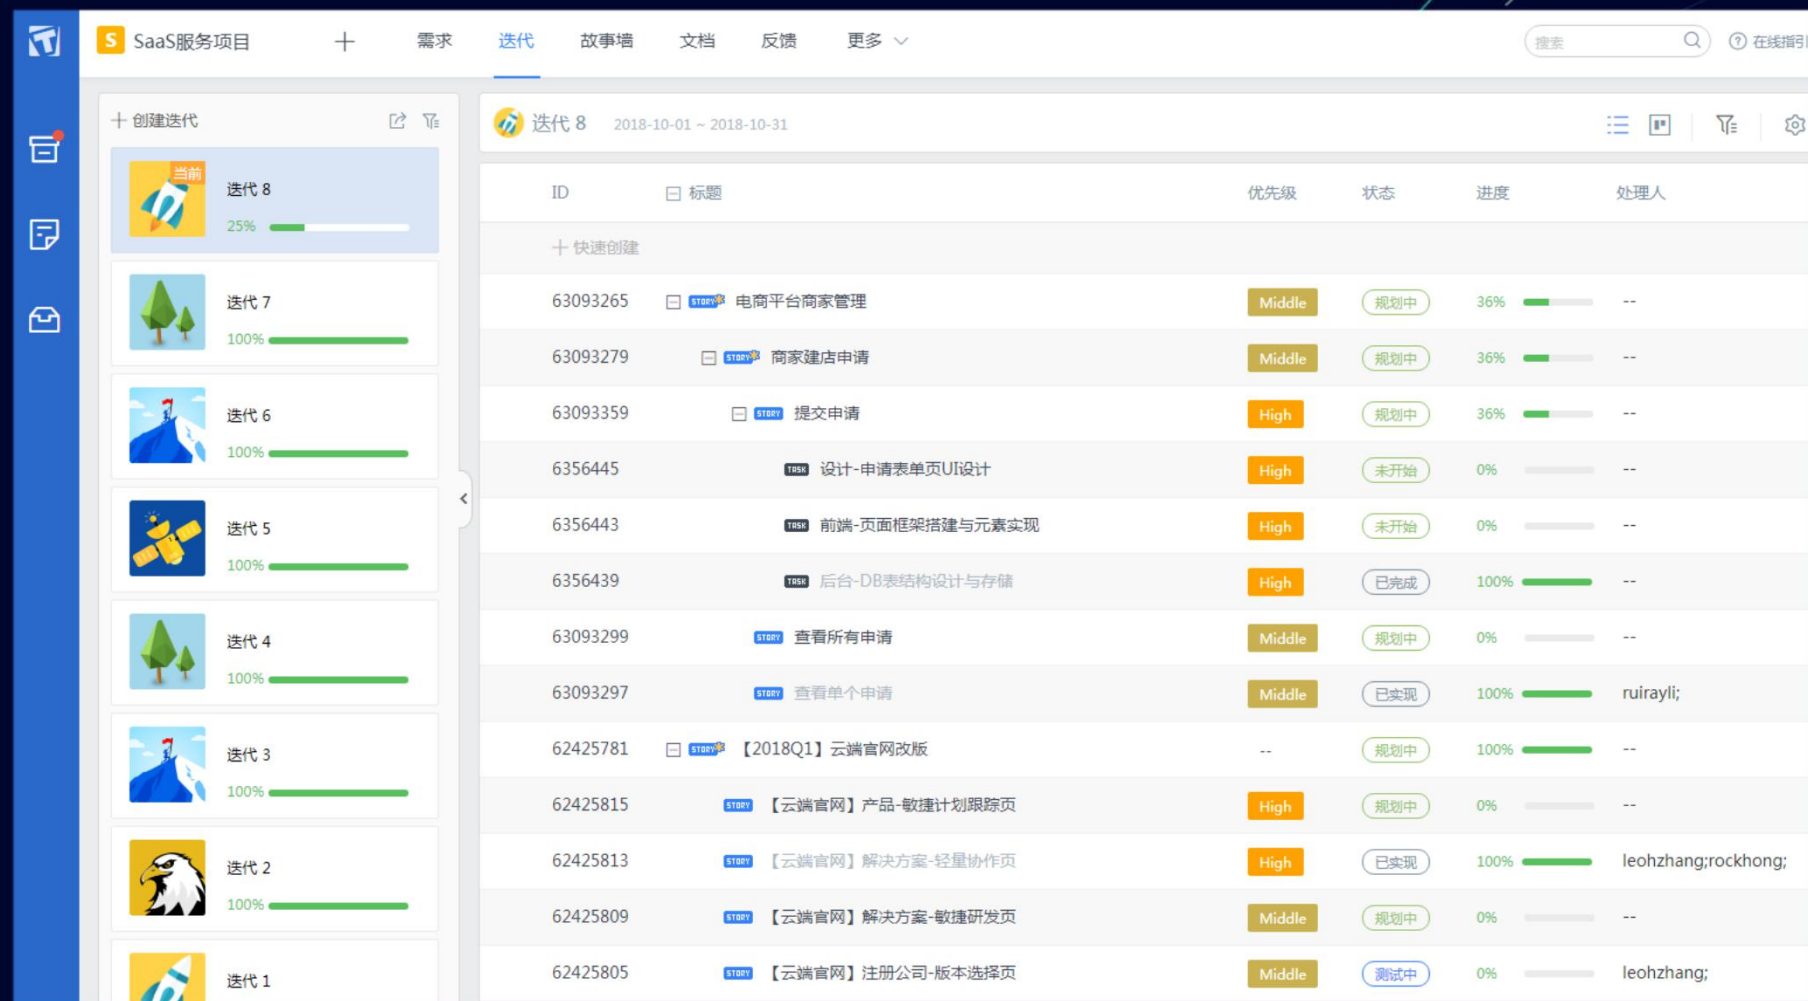 S SaaS服务项目 需求 迭代 故事墙 文档 反馈 更多 搜索 在线指引
创建迭代
当前
迭代 8
25%
迭代 7
100%
迭代 6
100%
迭代 5
100%
迭代 4
100%
迭代 3
100%
迭代 2
100%
迭代 1
迭代 8 2018-10-01 ~ 2018-10-31
ID 标题 优先级 状态 进度 处理人
快速创建
63093265 STORY 电商平台商家管理 Middle 规划中 36% --
63093279 STORY 商家建店申请 Middle 规划中 36% --
63093359 STORY 提交申请 High 规划中 36% --
6356445 TASK 设计-申请表单页UI设计 High 未开始 0% --
6356443 TASK 前端-页面框架搭建与元素实现 High 未开始 0% --
6356439 TASK 后台-DB表结构设计与存储 High 已完成 100% --
63093299 STORY 查看所有申请 Middle 规划中 0% --
63093297 STORY 查看单个申请 Middle 已实现 100% ruirayli;
62425781 STORY 【2018Q1】云端官网改版 -- 规划中 100% --
62425815 STORY 【云端官网】产品-敏捷计划跟踪页 High 规划中 0% --
62425813 STORY 【云端官网】解决方案-轻量协作页 High 已实现 100% leohzhang;rockhong;
62425809 STORY 【云端官网】解决方案-敏捷研发页 Middle 规划中 0% --
62425805 STORY 【云端官网】注册公司-版本选择页 Middle 测试中 0% leohzhang;